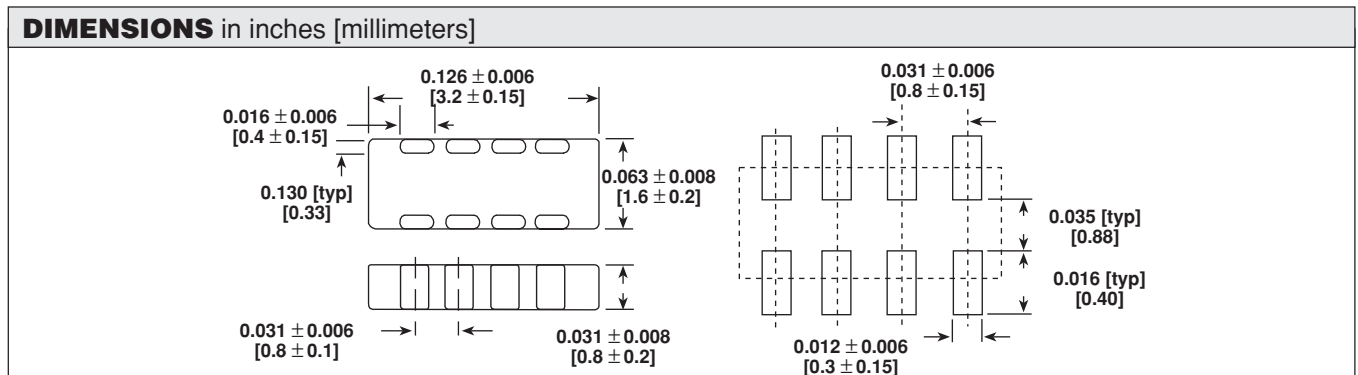 DIMENSIONS in inches [millimeters]
0.126 ± 0.006
[3.2 ± 0.15]
0.016 ± 0.006
[0.4 ± 0.15]
0.130 [typ]
[0.33]
0.063 ± 0.008
[1.6 ± 0.2]
0.031 ± 0.006
[0.8 ± 0.1]
0.031 ± 0.008
[0.8 ± 0.2]
0.031 ± 0.006
[0.8 ± 0.15]
0.035 [typ]
[0.88]
0.016 [typ]
[0.40]
0.012 ± 0.006
[0.3 ± 0.15]